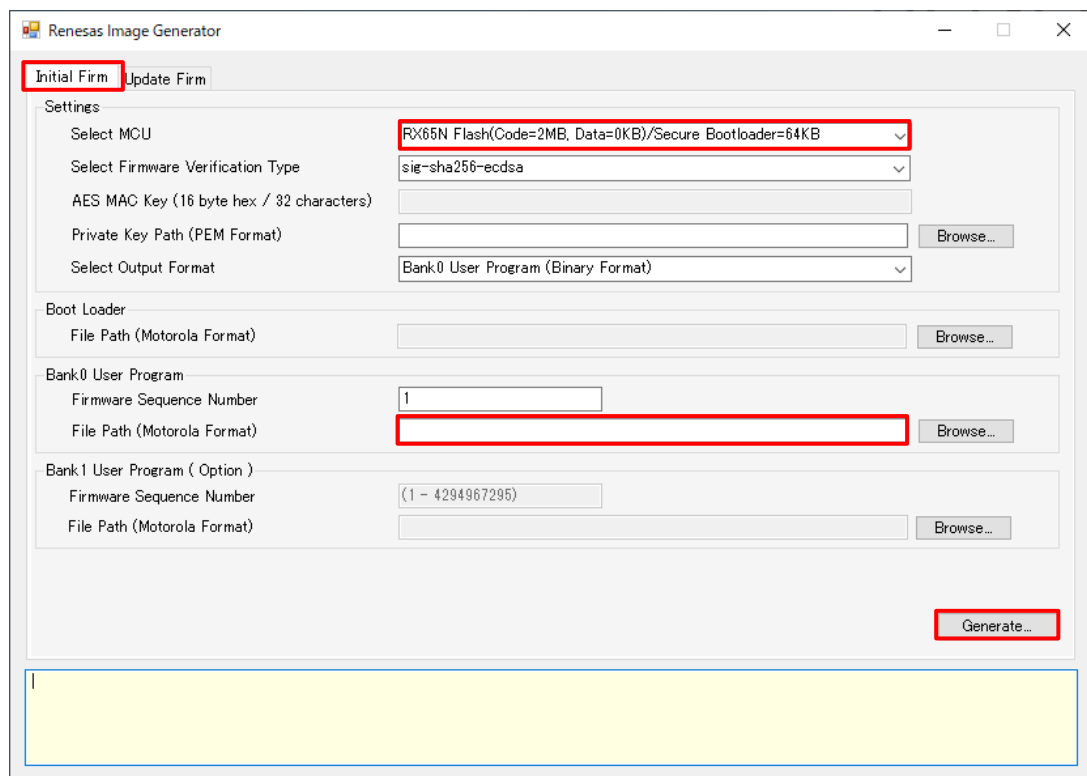 Renesas Image Generator
Initial Firm Update Firm
Settings
Select MCU RX65N Flash(Code=2MB, Data=0KB)/Secure Bootloader=64KB
Select Firmware Verification Type sig-sha256-ecdsa
AES MAC Key (16 byte hex / 32 characters)
Private Key Path (PEM Format) Browse...
Select Output Format Bank0 User Program (Binary Format)
Boot Loader
File Path (Motorola Format) Browse...
Bank0 User Program
Firmware Sequence Number 1
File Path (Motorola Format) Browse...
Bank1 User Program ( Option )
Firmware Sequence Number (1 - 4294967295)
File Path (Motorola Format) Browse...
Generate...